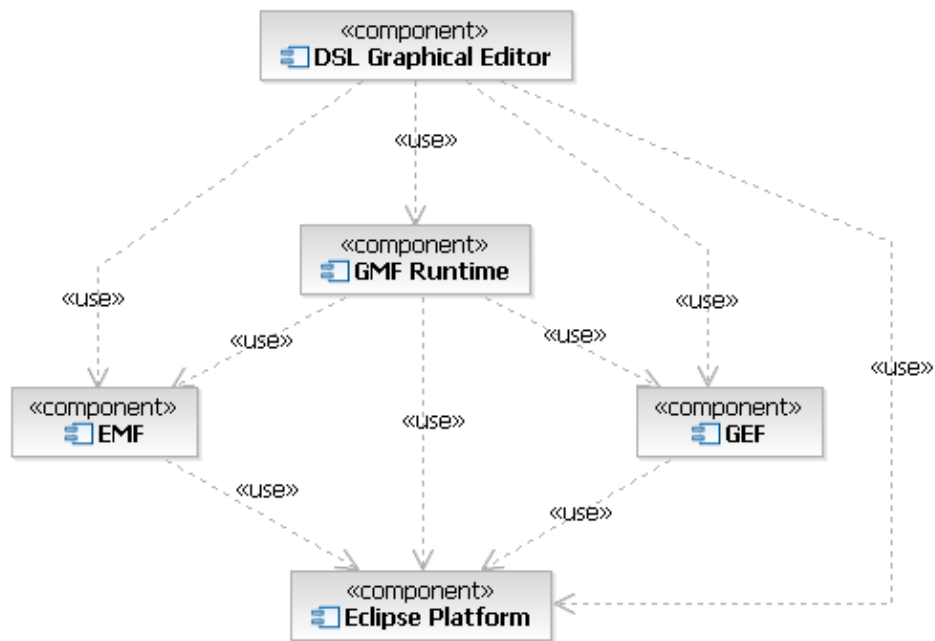 «component»
DSL Graphical Editor
«use»
«component»
GMF Runtime
«use»
«use»
«use»
«use»
«use»
«component»
EMF
«use»
«component»
GEF
«use»
«use»
«component»
Eclipse Platform